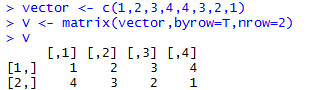 > vector <- c(1,2,3,4,4,3,2,1)
> V <- matrix(vector,byrow=T,nrow=2)
> V
     [,1] [,2] [,3] [,4]
[1,]    1    2    3    4
[2,]    4    3    2    1